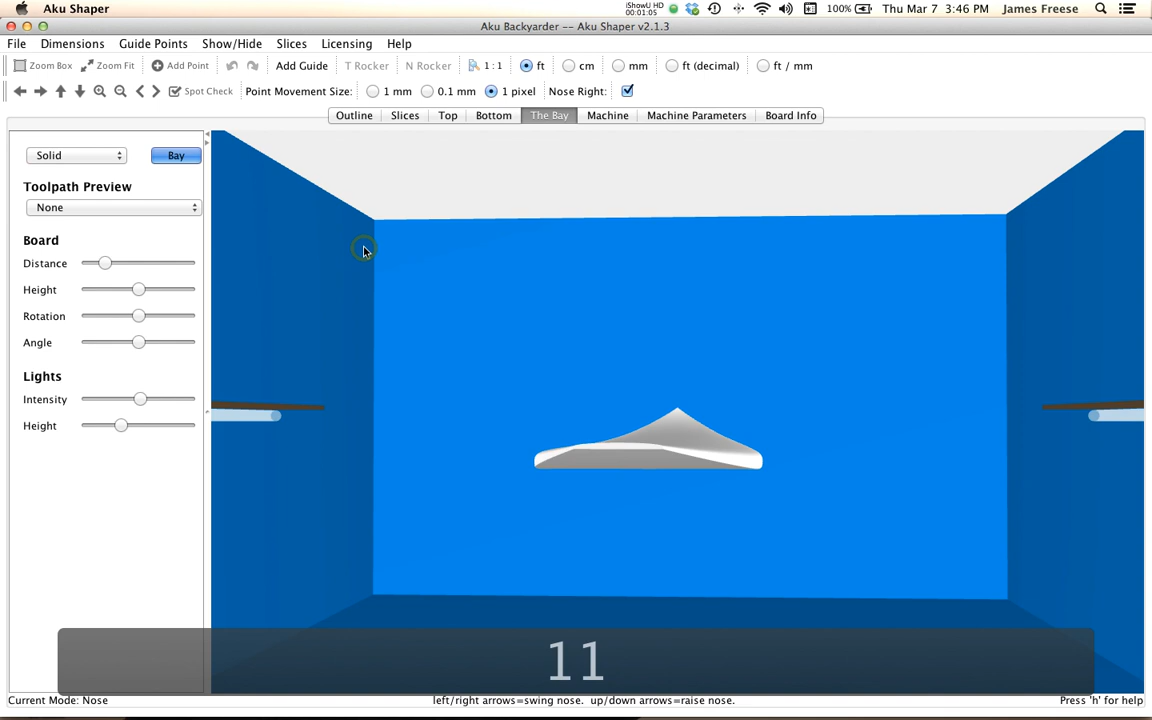 Aku Shaper
iShowU HD
00:01:05
100%
Thu Mar 7 3:46 PM
James Freese
Aku Backyarder -- Aku Shaper v2.1.3
File Dimensions Guide Points Show/Hide Slices Licensing Help
Zoom Box Zoom Fit Add Point Add Guide T Rocker N Rocker 1 : 1 ft cm mm ft (decimal) ft / mm
Spot Check Point Movement Size: 1 mm 0.1 mm 1 pixel Nose Right:
Outline Slices Top Bottom The Bay Machine Machine Parameters Board Info
Solid Bay
Toolpath Preview
None
Board
Distance
Height
Rotation
Angle
Lights
Intensity
Height
11
Current Mode: Nose left/right arrows=swing nose. up/down arrows=raise nose. Press 'h' for help